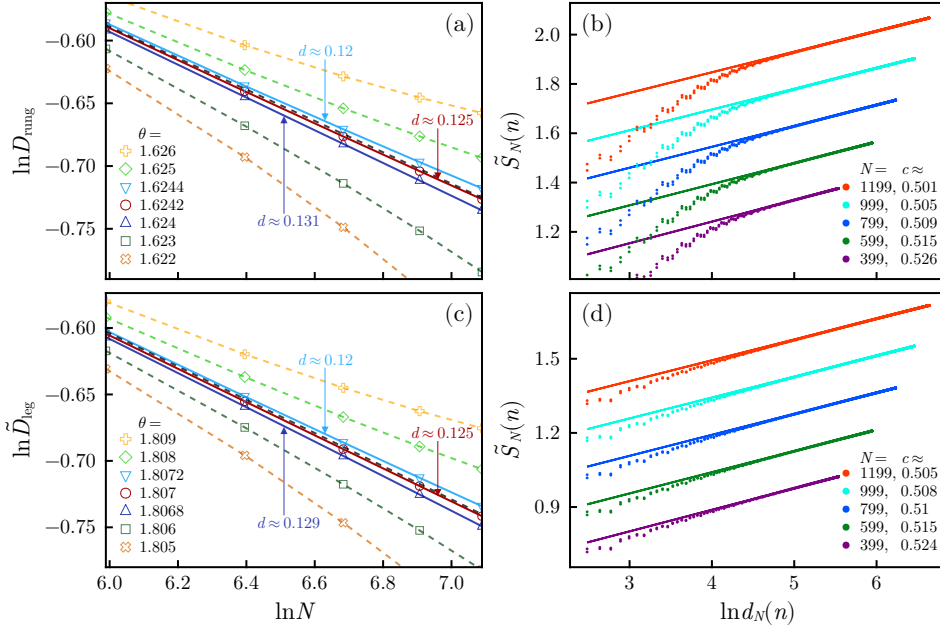 (a)
ln D_rung
−0.60
−0.65
−0.70
−0.75
d ≈ 0.12
d ≈ 0.125
d ≈ 0.131
θ =
1.626
1.625
1.6244
1.6242
1.624
1.623
1.622
(b)
S̃_N(n)
2.0
1.8
1.6
1.4
1.2
N = c ≈
1199, 0.501
999, 0.505
799, 0.509
599, 0.515
399, 0.526
(c)
ln D̃_leg
−0.60
−0.65
−0.70
−0.75
d ≈ 0.12
d ≈ 0.125
d ≈ 0.129
θ =
1.809
1.808
1.8072
1.807
1.8068
1.806
1.805
6.0 6.2 6.4 6.6 6.8 7.0
ln N
(d)
S̃_N(n)
1.5
1.2
0.9
N = c ≈
1199, 0.505
999, 0.508
799, 0.51
599, 0.515
399, 0.524
3 4 5 6
ln d_N(n)